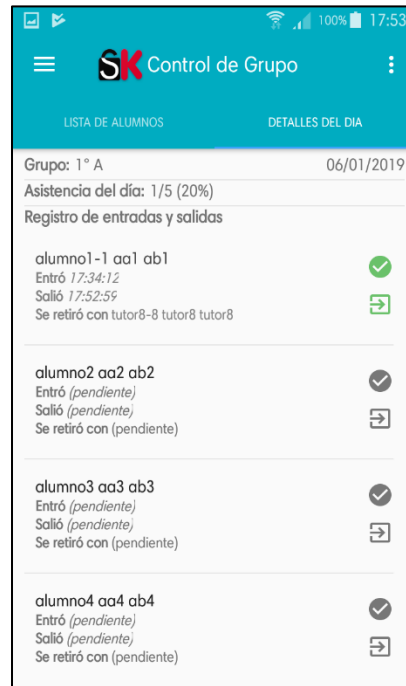 100% 17:53
SK Control de Grupo
LISTA DE ALUMNOS DETALLES DEL DIA
Grupo: 1° A 06/01/2019
Asistencia del día: 1/5 (20%)
Registro de entradas y salidas
alumno1-1 aa1 ab1
Entró 17:34:12
Salió 17:52:59
Se retiró con tutor8-8 tutor8 tutor8
alumno2 aa2 ab2
Entró (pendiente)
Salió (pendiente)
Se retiró con (pendiente)
alumno3 aa3 ab3
Entró (pendiente)
Salió (pendiente)
Se retiró con (pendiente)
alumno4 aa4 ab4
Entró (pendiente)
Salió (pendiente)
Se retiró con (pendiente)